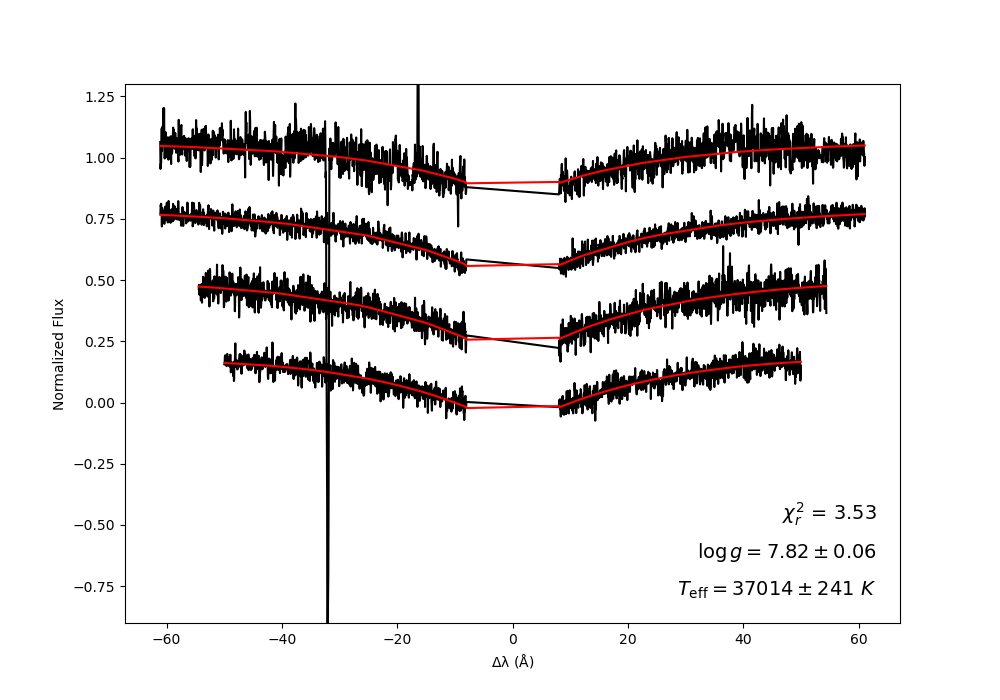 1.25
1.00
0.75
0.50
0.25
0.00
−0.25
−0.50
−0.75
Normalized Flux
χ²ᵣ = 3.53
log g = 7.82 ± 0.06
T_eff = 37014 ± 241 K
−60 −40 −20 0 20 40 60
Δλ (Å)